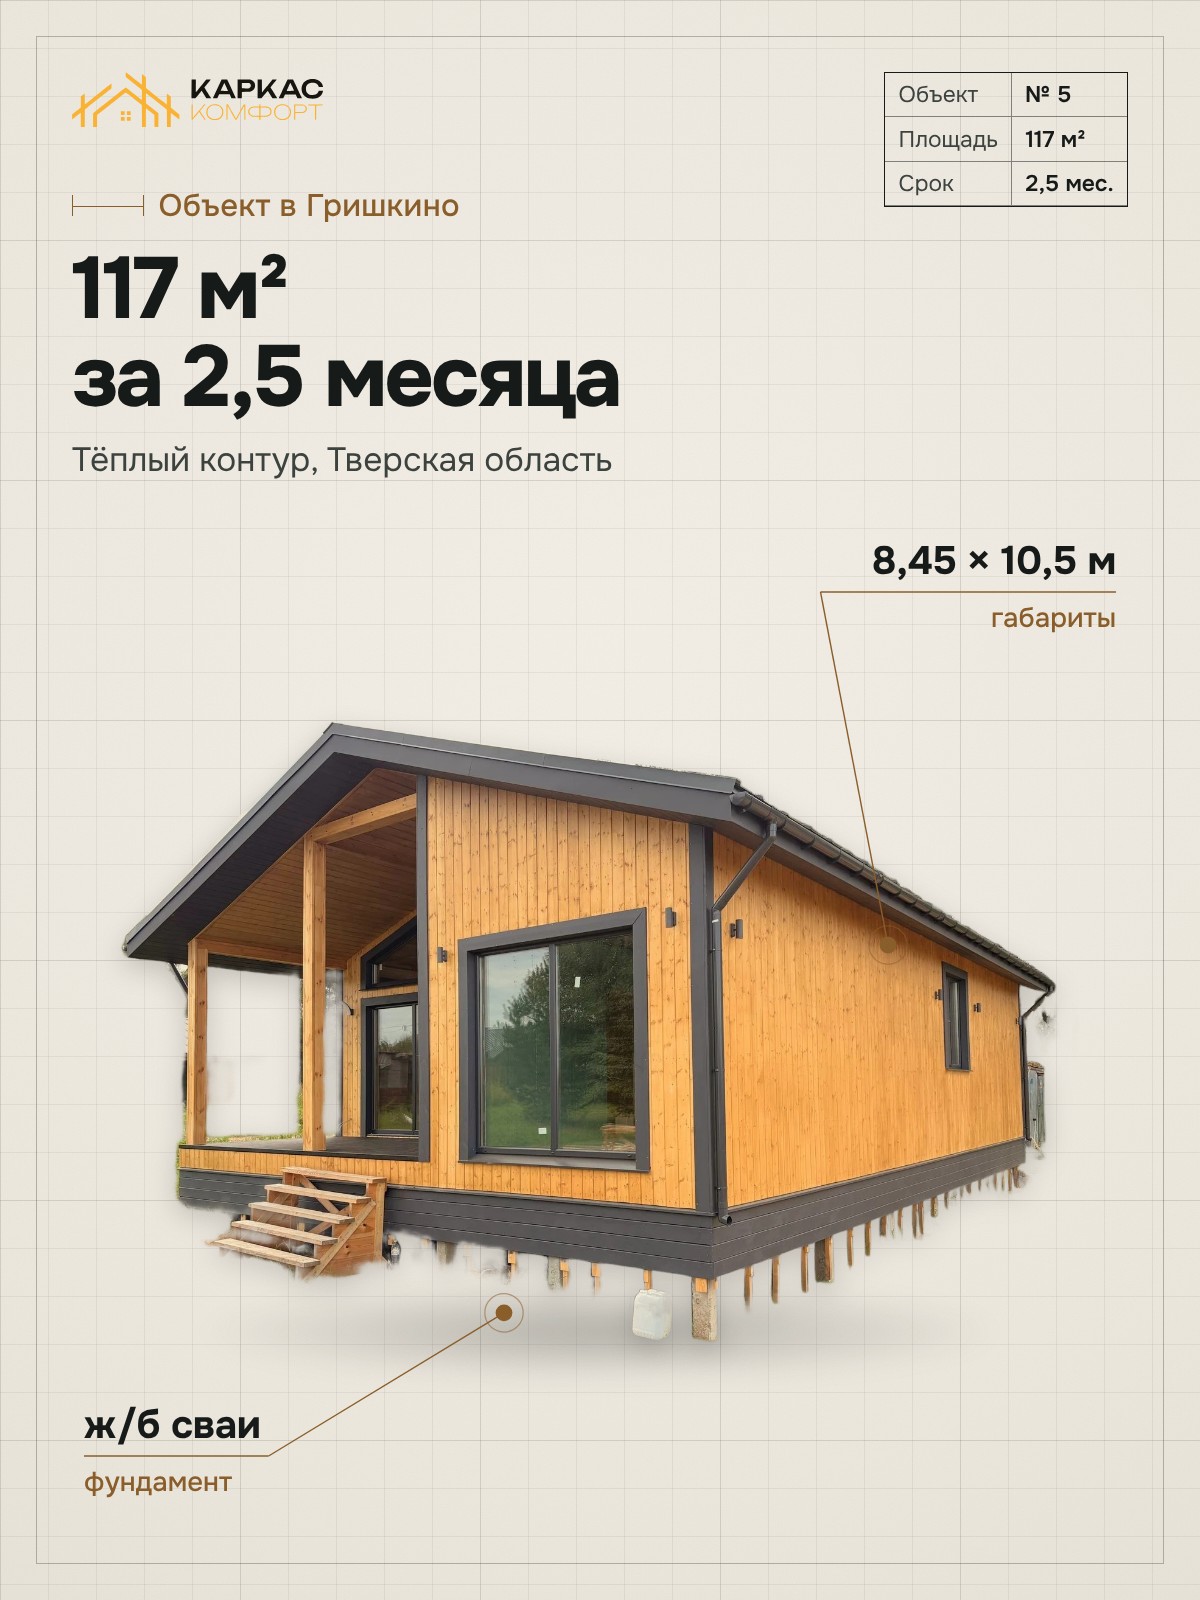 КАРКАС
КОМФОРТ
Объект № 5
Площадь 117 м²
Срок 2,5 мес.
Объект в Гришкино
117 м²
за 2,5 месяца
Тёплый контур, Тверская область
8,45 × 10,5 м
габариты
ж/б сваи
фундамент